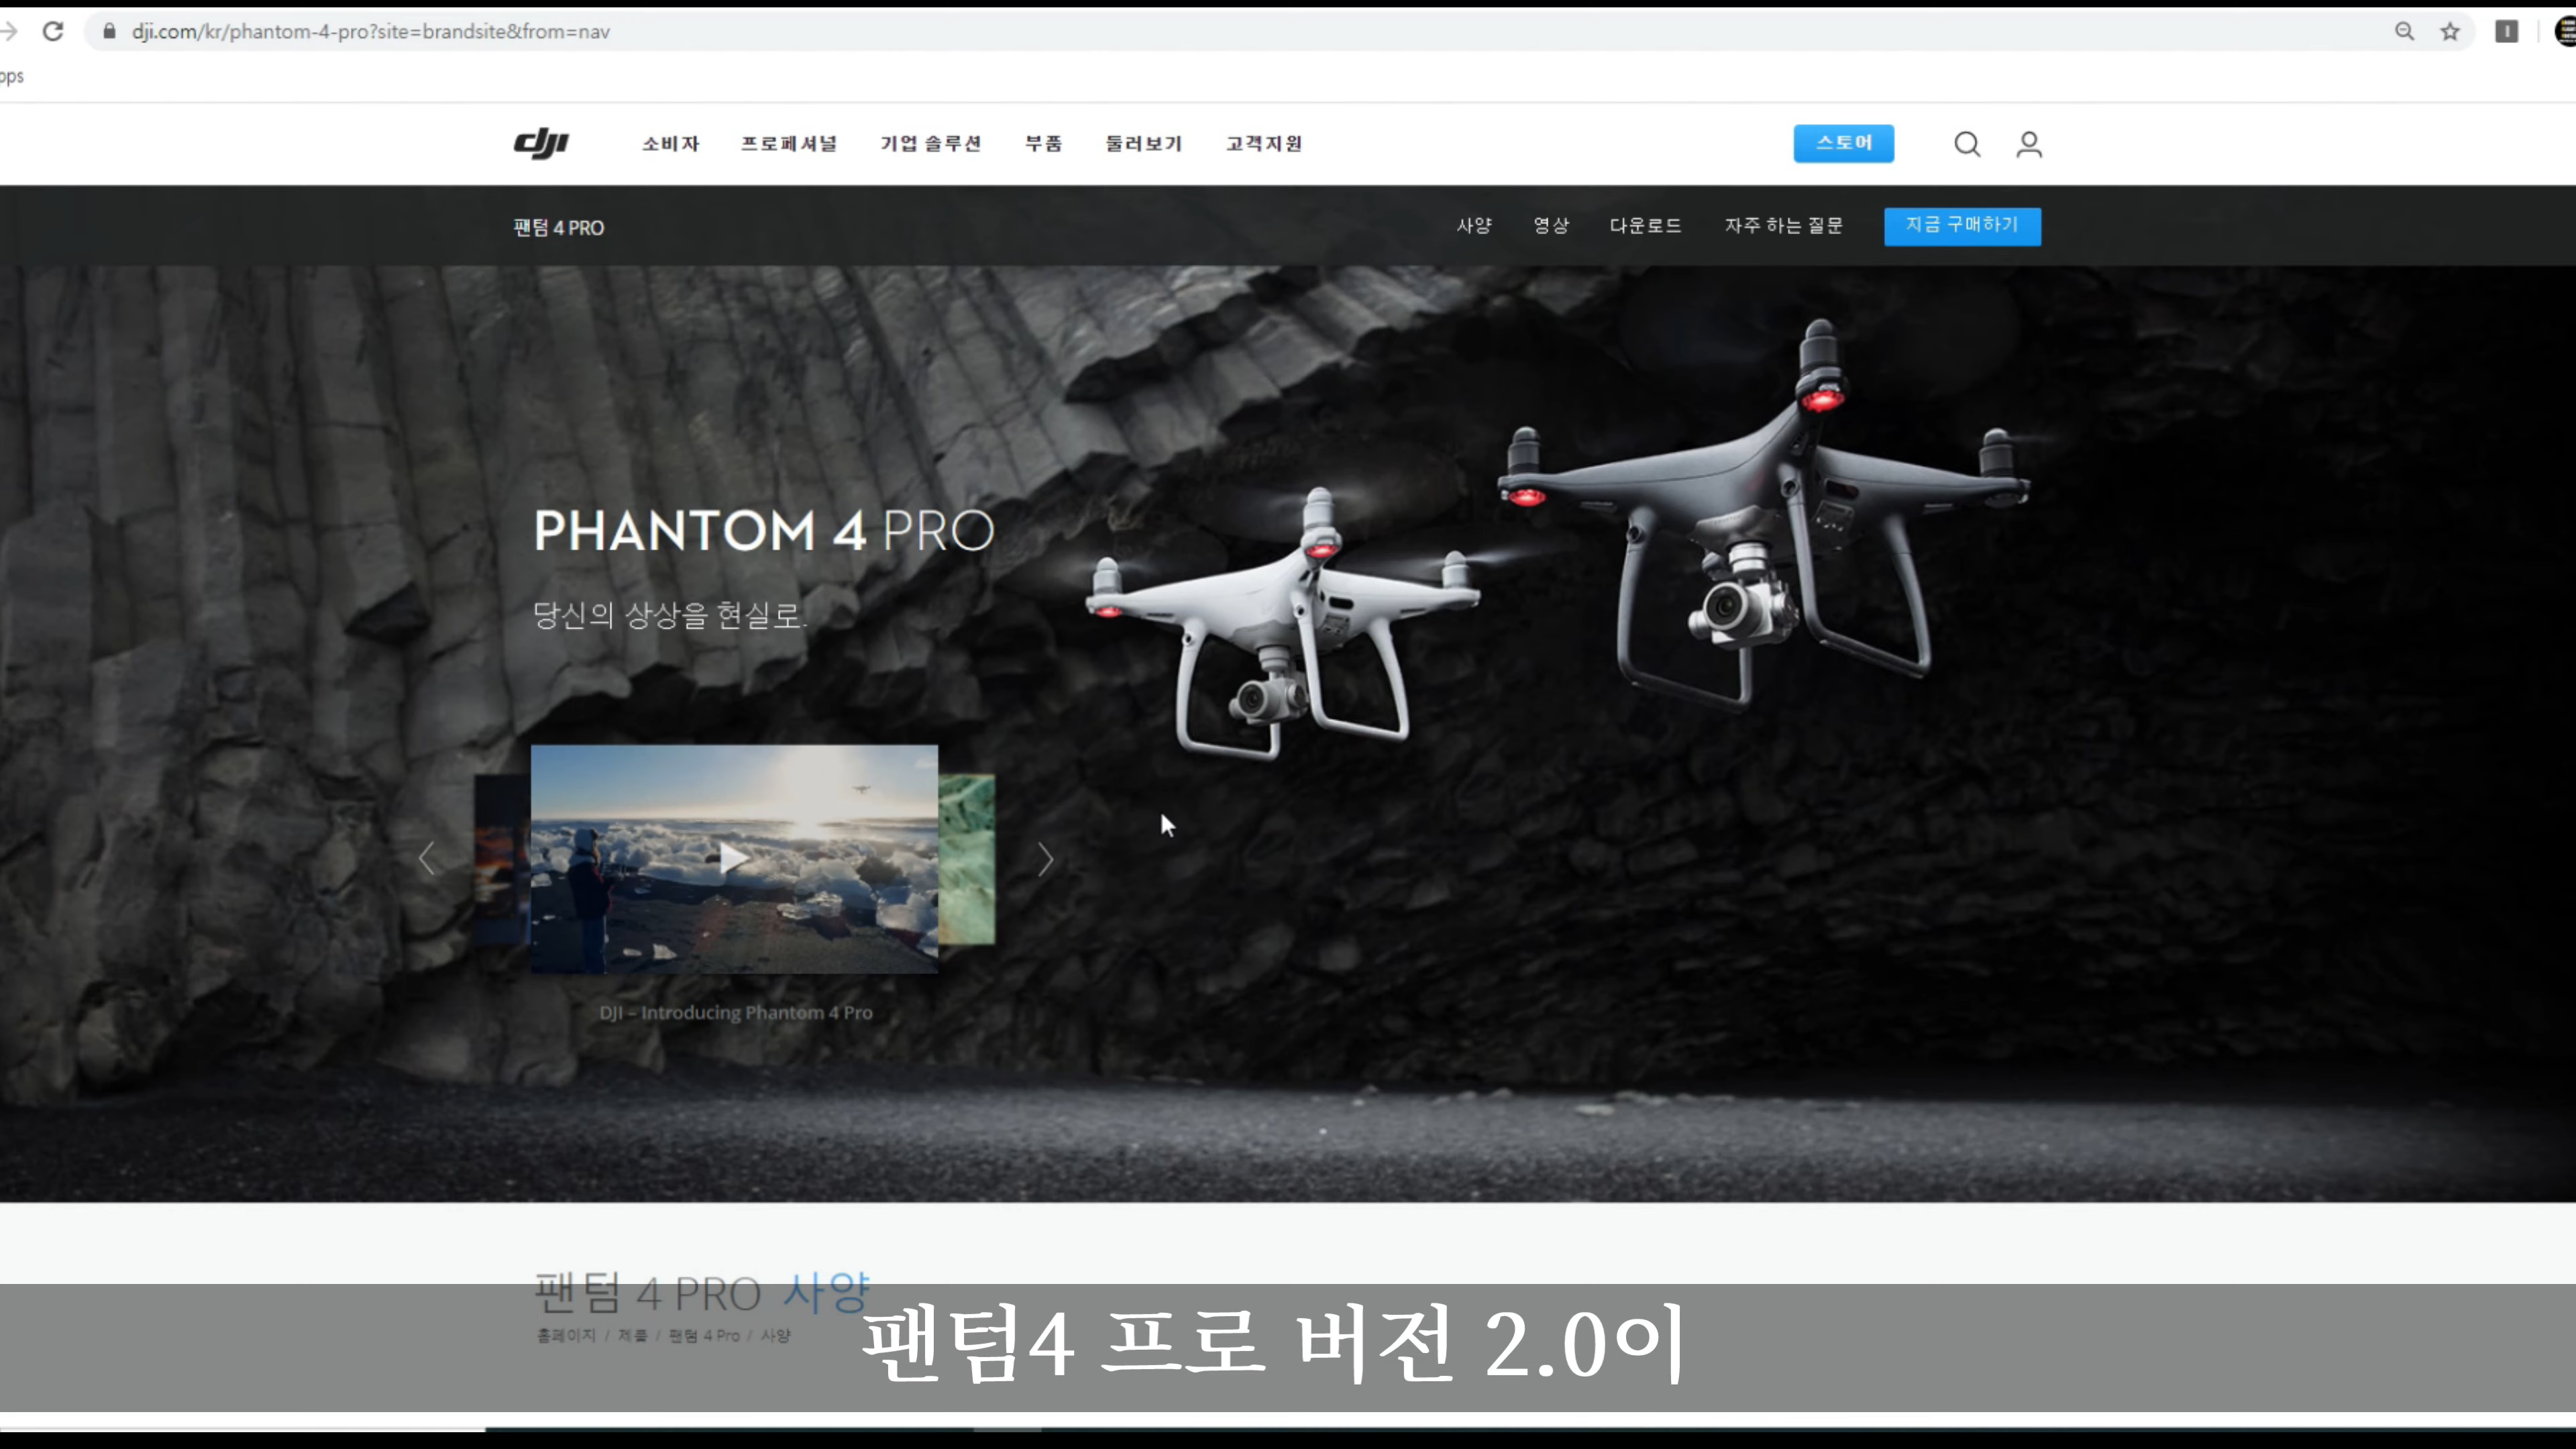 dji.com/kr/phantom-4-pro?site=brandsite&from=nav
dji 소비자 프로페셔널 기업 솔루션 부품 둘러보기 고객지원 스토어
팬텀 4 PRO 사양 영상 다운로드 자주 하는 질문 지금 구매하기
PHANTOM 4 PRO
당신의 상상을 현실로.
DJI – Introducing Phantom 4 Pro
팬텀 4 PRO 사양
홈페이지 / 제품 / 팬텀 4 Pro / 사양
팬텀4 프로 버전 2.0이